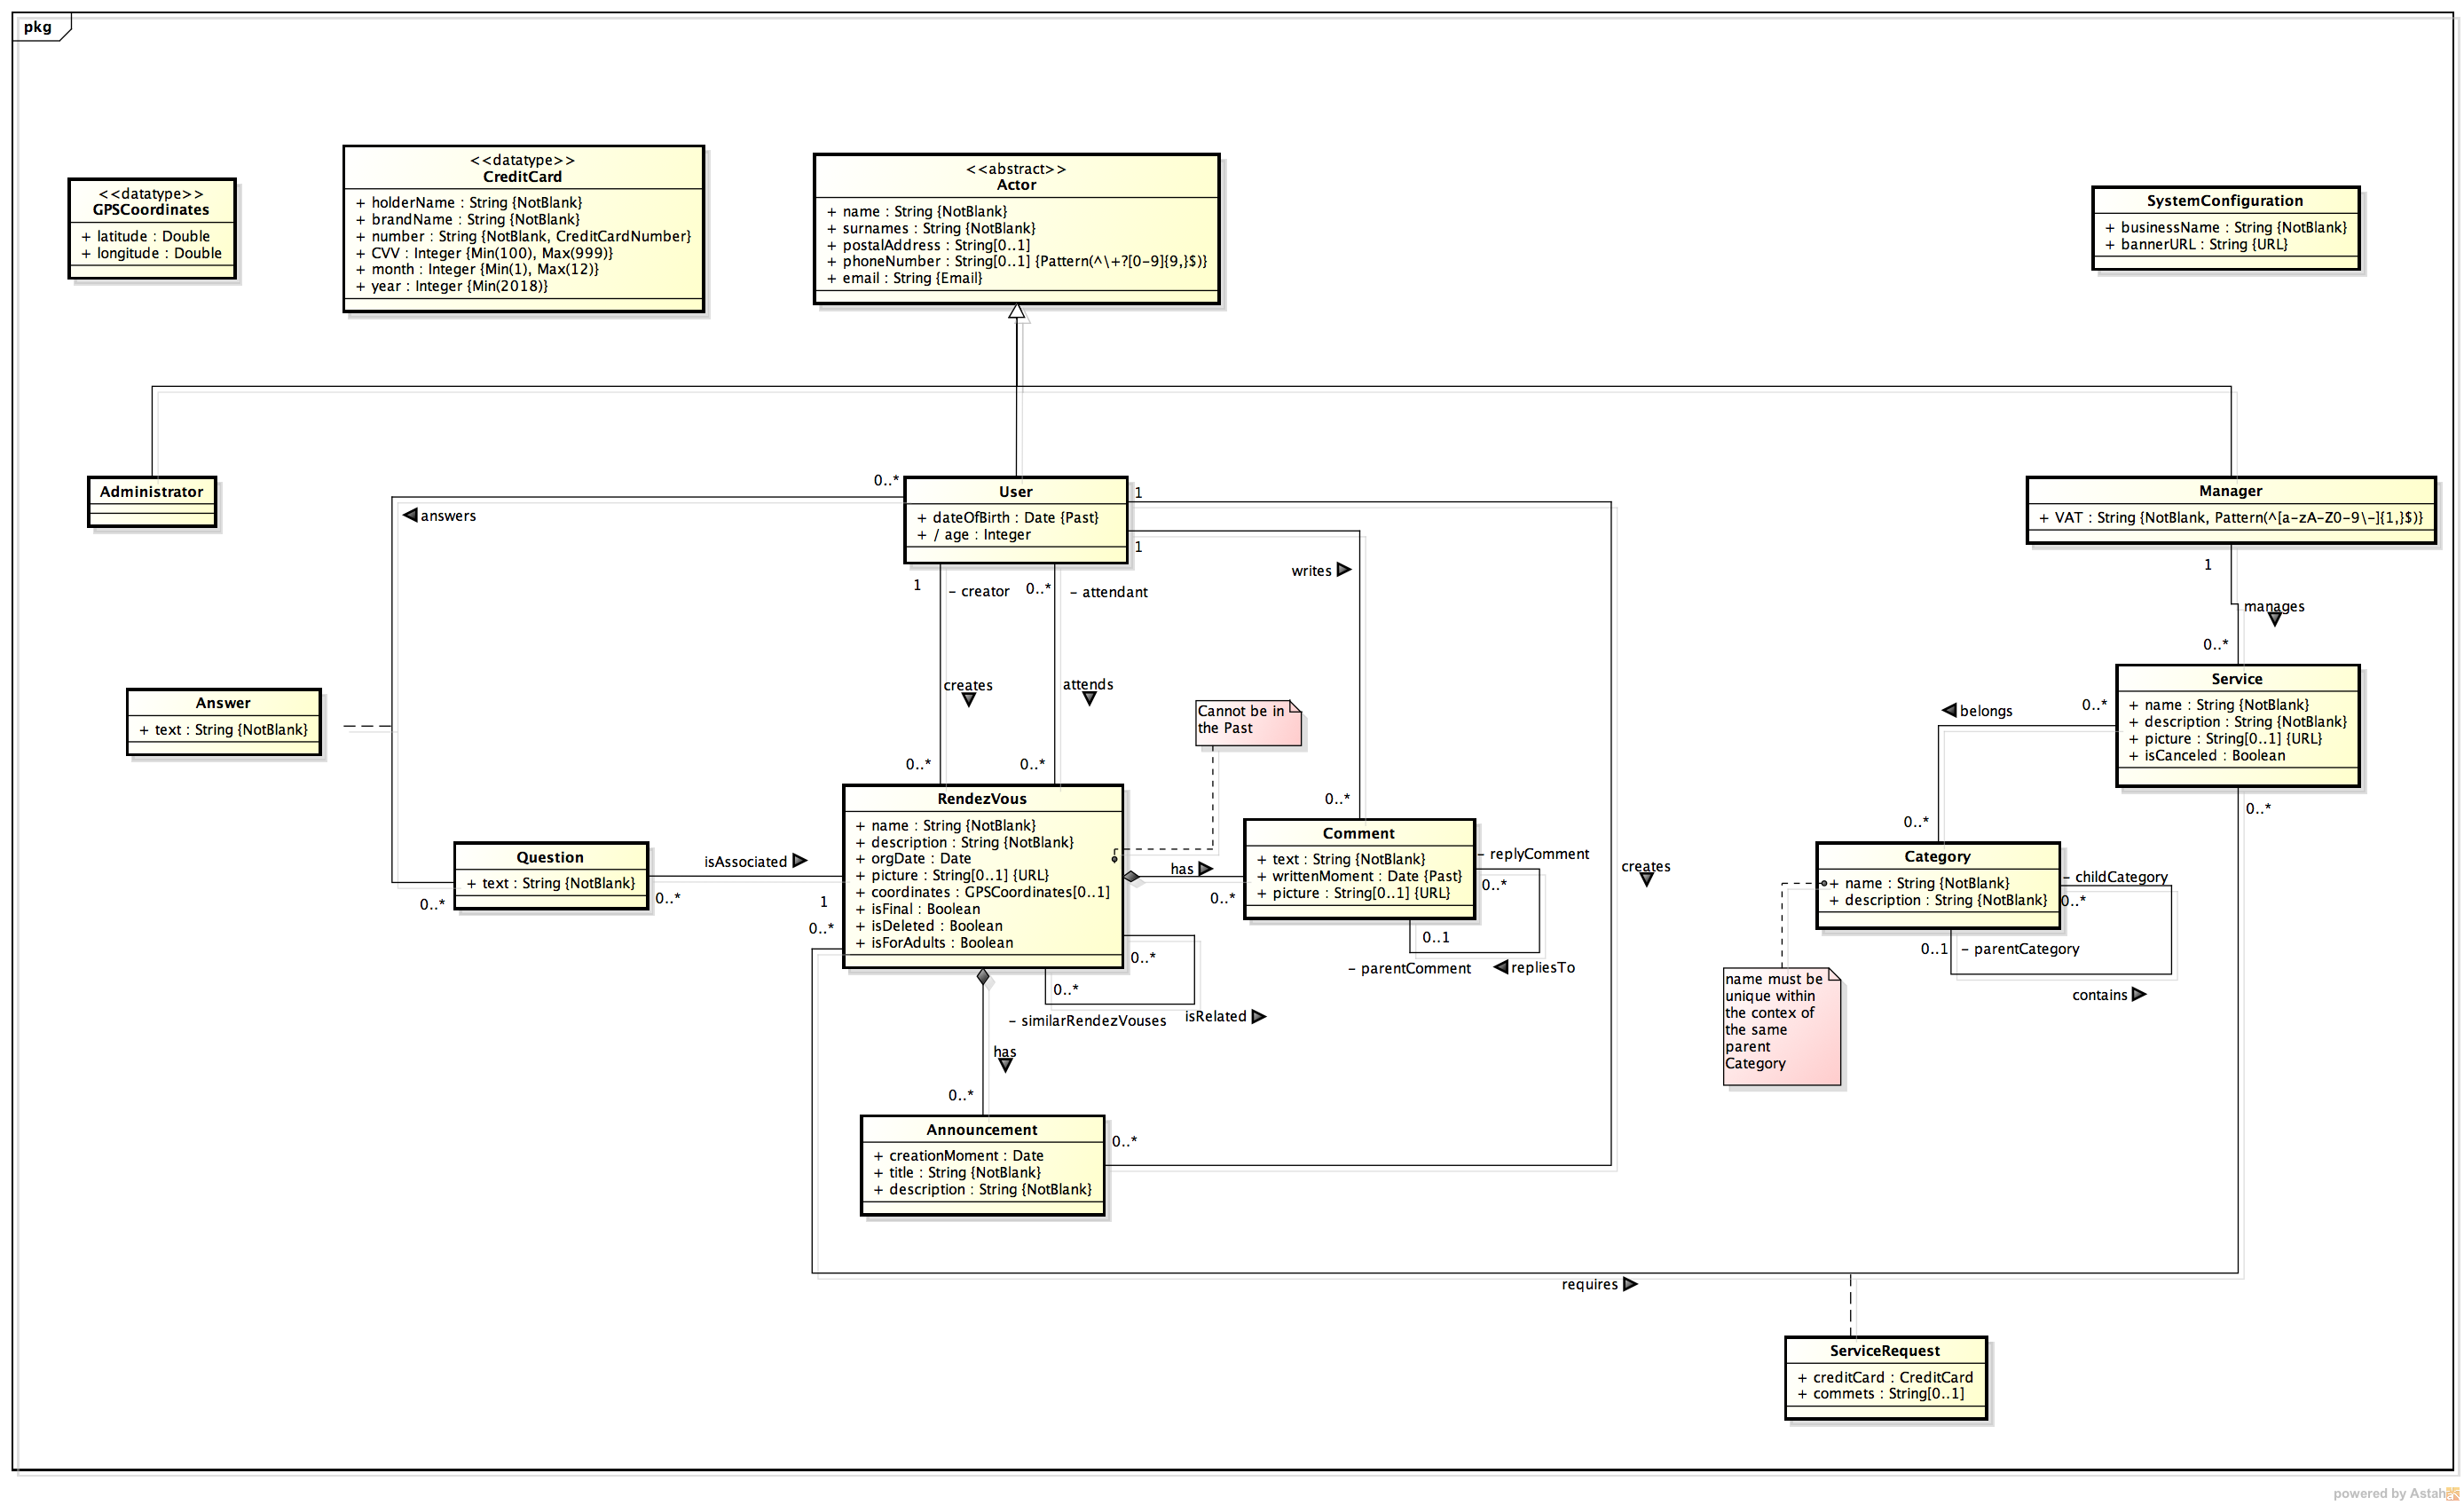 pkg
<<datatype>>
GPSCoordinates
+ latitude : Double
+ longitude : Double
<<datatype>>
CreditCard
+ holderName : String {NotBlank}
+ brandName : String {NotBlank}
+ number : String {NotBlank, CreditCardNumber}
+ CVV : Integer {Min(100), Max(999)}
+ month : Integer {Min(1), Max(12)}
+ year : Integer {Min(2018)}
<<abstract>>
Actor
+ name : String {NotBlank}
+ surnames : String {NotBlank}
+ postalAddress : String[0..1]
+ phoneNumber : String[0..1] {Pattern(^\+?[0-9]{9,}$)}
+ email : String {Email}
SystemConfiguration
+ businessName : String {NotBlank}
+ bannerURL : String {URL}
Administrator
0..*
answers
User
+ dateOfBirth : Date {Past}
+ / age : Integer
1
1
writes
Manager
+ VAT : String {NotBlank, Pattern(^[a-zA-Z0-9\-]{1,}$)}
1
manages
0..*
1
- creator
0..*
- attendant
creates
attends
0..*
0..*
Answer
+ text : String {NotBlank}
Cannot be in
the Past
Service
+ name : String {NotBlank}
+ description : String {NotBlank}
+ picture : String[0..1] {URL}
+ isCanceled : Boolean
0..*
belongs
0..*
0..*
Question
+ text : String {NotBlank}
0..*
0..*
isAssociated
1
0..*
RendezVous
+ name : String {NotBlank}
+ description : String {NotBlank}
+ orgDate : Date
+ picture : String[0..1] {URL}
+ coordinates : GPSCoordinates[0..1]
+ isFinal : Boolean
+ isDeleted : Boolean
+ isForAdults : Boolean
has
0..*
0..*
Comment
+ text : String {NotBlank}
+ writtenMoment : Date {Past}
+ picture : String[0..1] {URL}
- replyComment
0..*
0..1
- parentComment
repliesTo
creates
Category
+ name : String {NotBlank}
+ description : String {NotBlank}
- childCategory
0..*
0..1
- parentCategory
contains
name must be
unique within
the contex of
the same
parent
Category
0..*
0..*
- similarRendezVouses
isRelated
has
0..*
Announcement
+ creationMoment : Date
+ title : String {NotBlank}
+ description : String {NotBlank}
0..*
requires
ServiceRequest
+ creditCard : CreditCard
+ commets : String[0..1]
powered by Astah